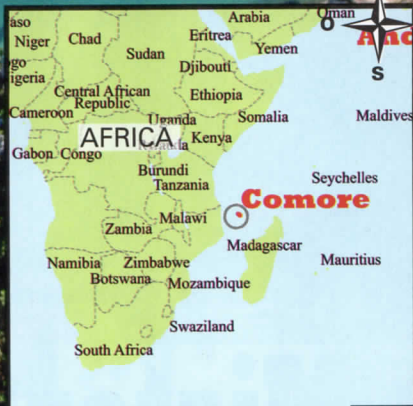 Arabia
Oman
O
aso
Niger
Chad
Eritrea
Yemen
Sudan
S
Djibouti
igeria
Central African
Republic
Ethiopia
Cameroon
Uganda
Somalia
Maldives
AFRICA
Kenya
Gabon
Congo
Burundi
Tanzania
Seychelles
Comore
Zambia
Malawi
Madagascar
Namibia
Zimbabwe
Mauritius
Botswana
Mozambique
Swaziland
South Africa